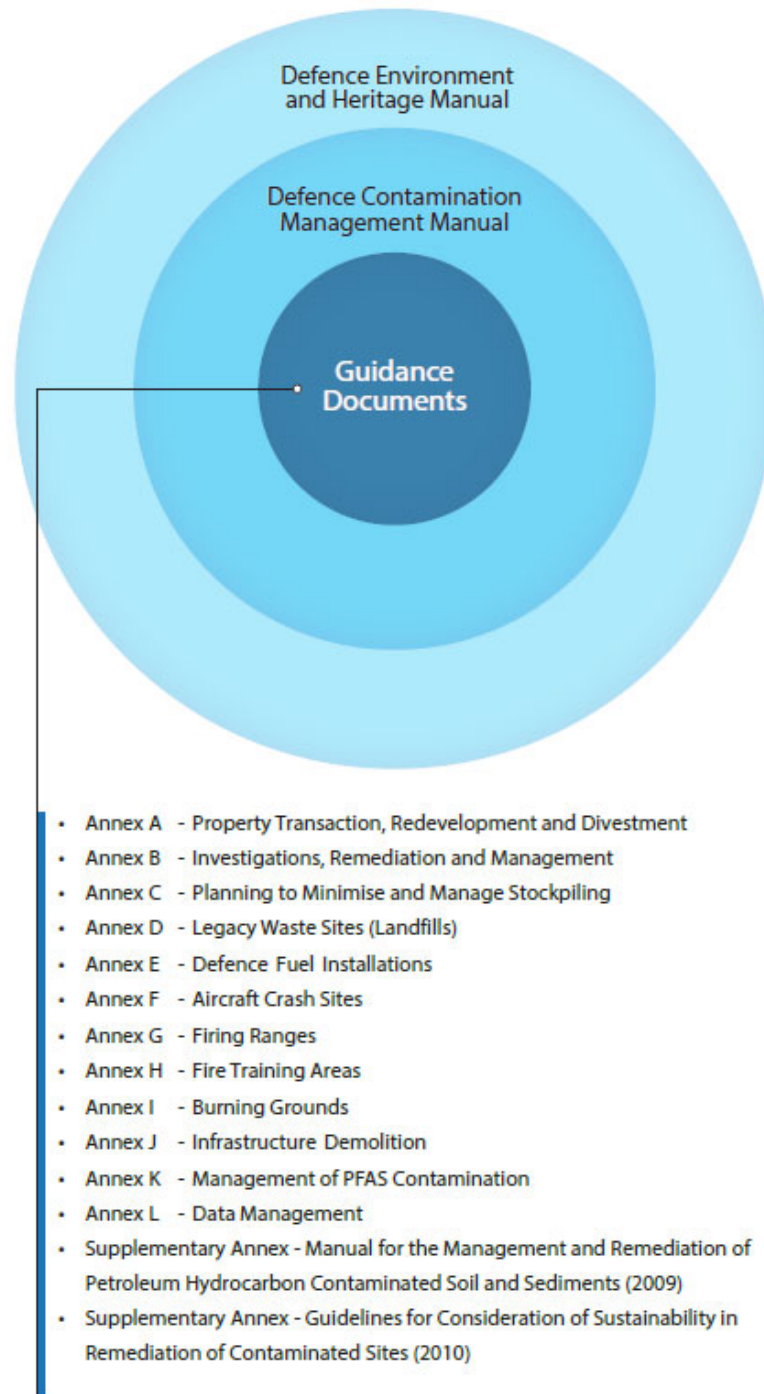 Defence Environment
and Heritage Manual
Defence Contamination
Management Manual
Guidance
Documents
• Annex A - Property Transaction, Redevelopment and Divestment
• Annex B - Investigations, Remediation and Management
• Annex C - Planning to Minimise and Manage Stockpiling
• Annex D - Legacy Waste Sites (Landfills)
• Annex E - Defence Fuel Installations
• Annex F - Aircraft Crash Sites
• Annex G - Firing Ranges
• Annex H - Fire Training Areas
• Annex I - Burning Grounds
• Annex J - Infrastructure Demolition
• Annex K - Management of PFAS Contamination
• Annex L - Data Management
• Supplementary Annex - Manual for the Management and Remediation of
Petroleum Hydrocarbon Contaminated Soil and Sediments (2009)
• Supplementary Annex - Guidelines for Consideration of Sustainability in
Remediation of Contaminated Sites (2010)